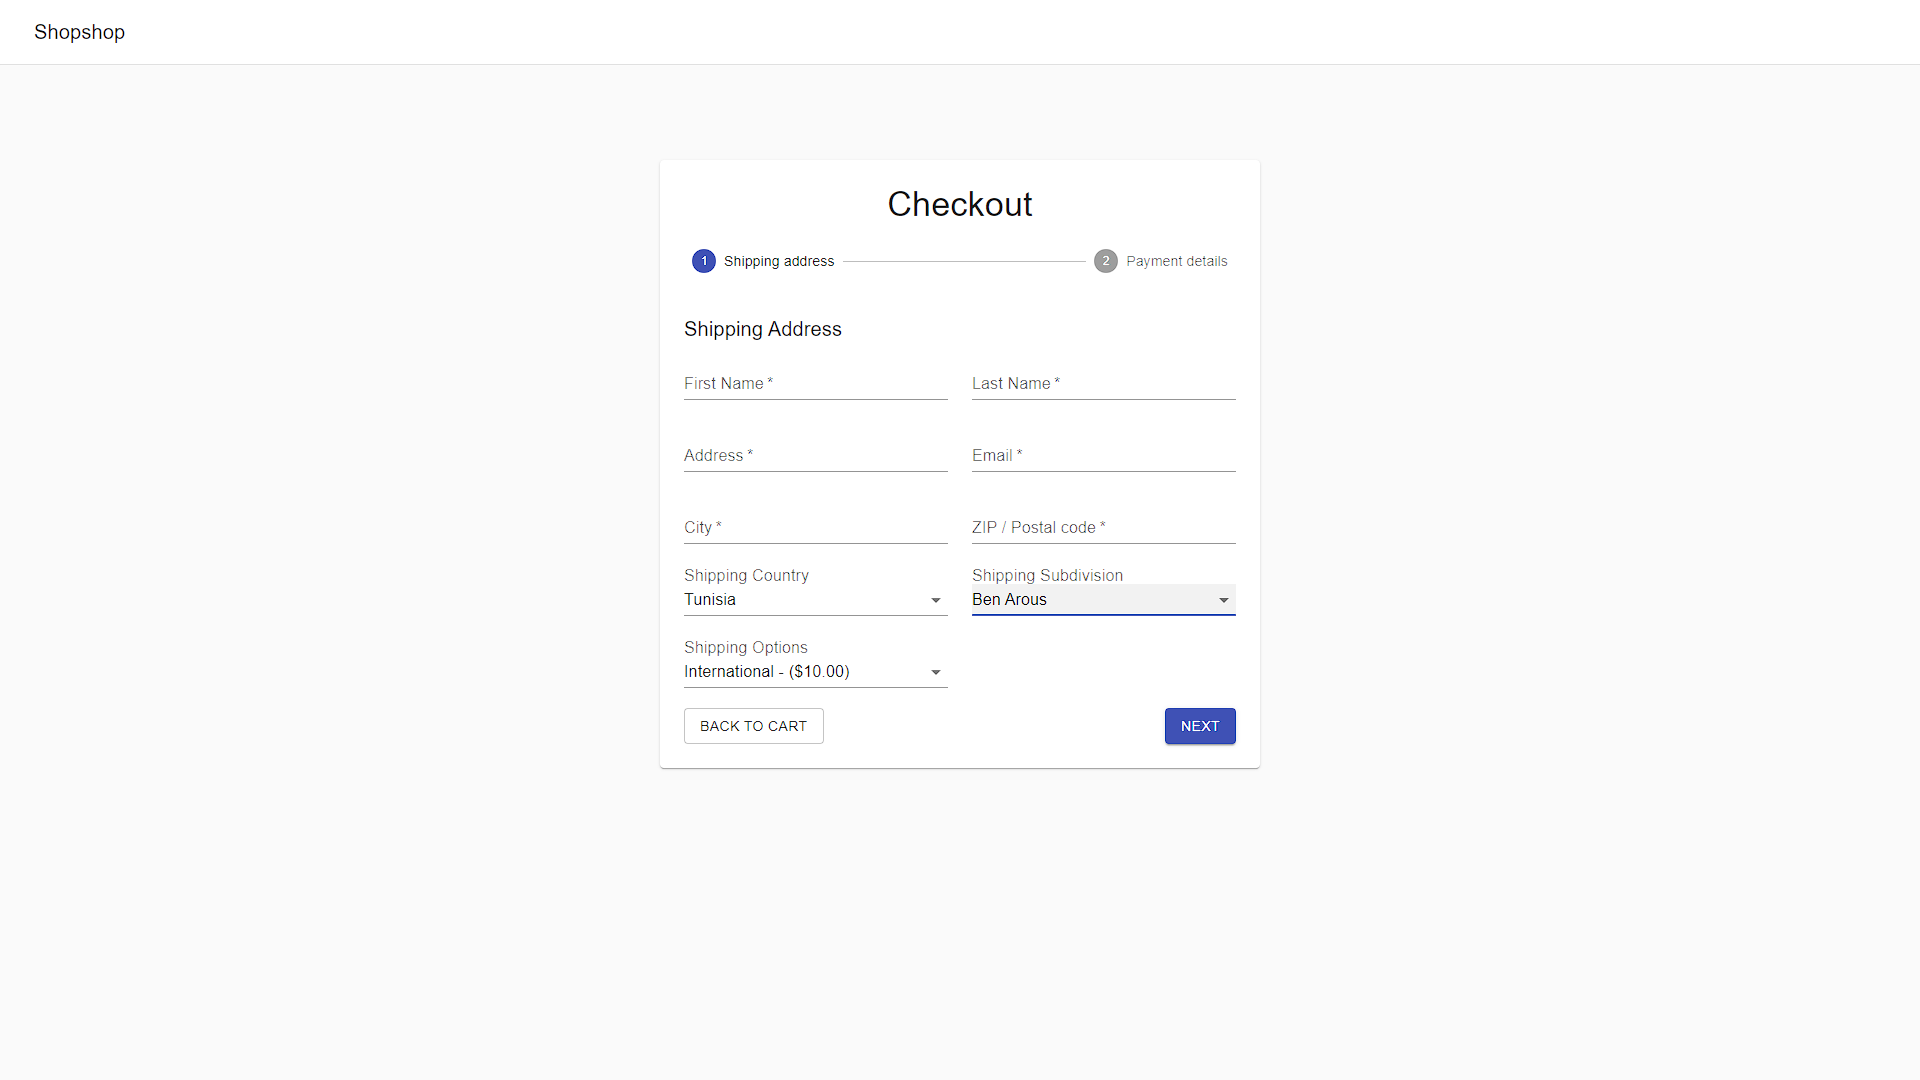 Shopshop
Checkout
1 Shipping address 2 Payment details
Shipping Address
First Name * Last Name *
Address * Email *
City * ZIP / Postal code *
Shipping Country Shipping Subdivision
Tunisia Ben Arous
Shipping Options
International - ($10.00)
BACK TO CART NEXT